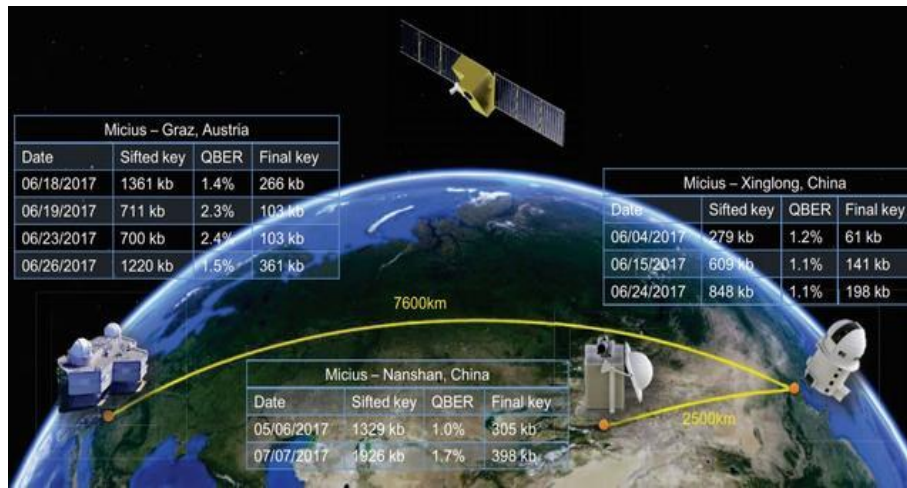 Micius – Graz, Austria
Date Sifted key QBER Final key
06/18/2017 1361 kb 1.4% 266 kb
06/19/2017 711 kb 2.3% 103 kb
06/23/2017 700 kb 2.4% 103 kb
06/26/2017 1220 kb 1.5% 361 kb
Micius – Xinglong, China
Date Sifted key QBER Final key
06/04/2017 279 kb 1.2% 61 kb
06/15/2017 609 kb 1.1% 141 kb
06/24/2017 848 kb 1.1% 198 kb
7600km
Micius – Nanshan, China
Date Sifted key QBER Final key
05/06/2017 1329 kb 1.0% 305 kb
07/07/2017 1926 kb 1.7% 398 kb
2500km